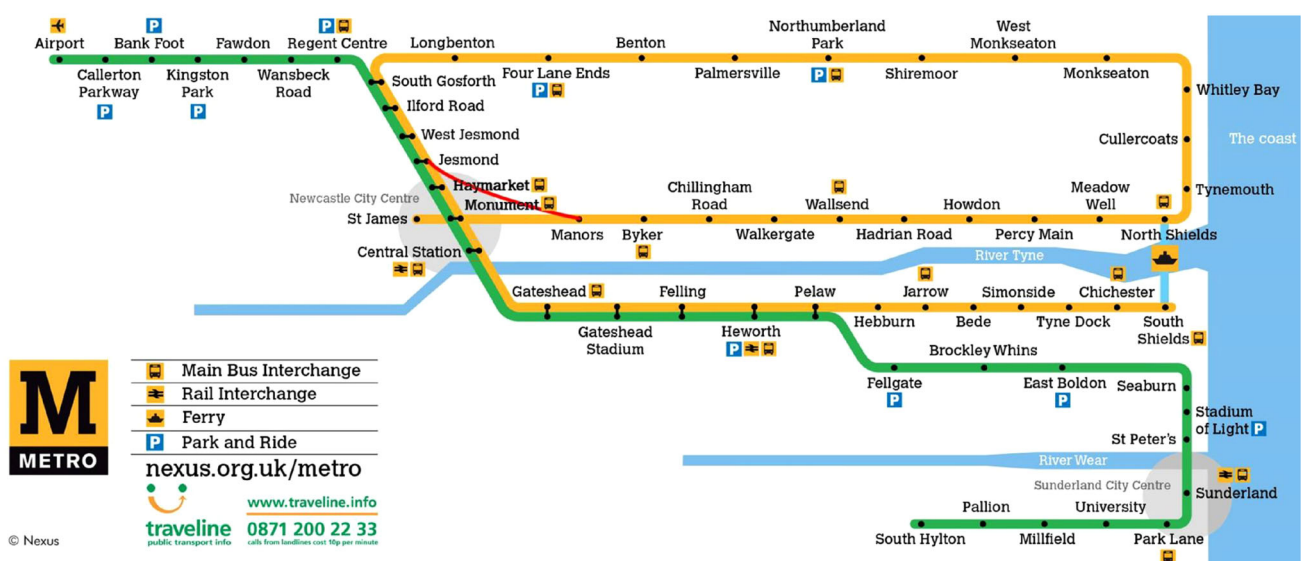 Airport
Bank Foot
Fawdon
Regent Centre
Callerton
Parkway
Kingston
Park
Wansbeck
Road
Longbenton
Four Lane Ends
Benton
Palmersville
Northumberland
Park
Shiremoor
West
Monkseaton
Monkseaton
South Gosforth
Ilford Road
West Jesmond
Jesmond
Haymarket
Monument
Newcastle City Centre
St James
Central Station
Manors
Byker
Chillingham
Road
Walkergate
Wallsend
Hadrian Road
Howdon
Percy Main
Meadow
Well
North Shields
Whitley Bay
Cullercoats
Tynemouth
The coast
River Tyne
Gateshead
Gateshead
Stadium
Felling
Heworth
Pelaw
Hebburn
Jarrow
Bede
Simonside
Tyne Dock
Chichester
South
Shields
Fellgate
Brockley Whins
East Boldon
Seaburn
Stadium
of Light
St Peter's
River Wear
Sunderland City Centre
Sunderland
Park Lane
University
Millfield
Pallion
South Hylton
M
METRO
Main Bus Interchange
Rail Interchange
Ferry
P Park and Ride
nexus.org.uk/metro
traveline
public transport info
www.traveline.info
0871 200 22 33
calls from landlines cost 10p per minute
© Nexus